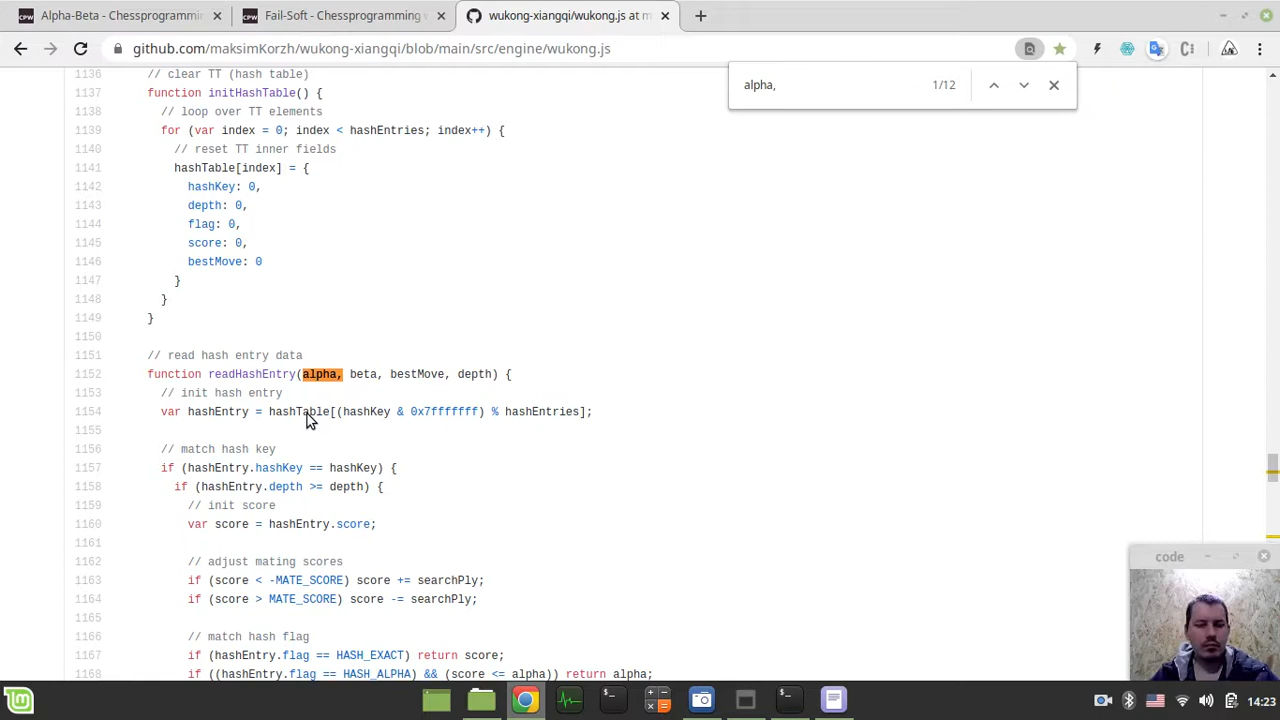 Alpha-Beta - Chessprogrammin
Fail-Soft - Chessprogramming w
wukong-xiangqi/wukong.js at m
github.com/maksimKorzh/wukong-xiangqi/blob/main/src/engine/wukong.js
alpha,
1/12
1136 // clear TT (hash table)
1137 function initHashTable() {
1138 // loop over TT elements
1139 for (var index = 0; index < hashEntries; index++) {
1140 // reset TT inner fields
1141 hashTable[index] = {
1142 hashKey: 0,
1143 depth: 0,
1144 flag: 0,
1145 score: 0,
1146 bestMove: 0
1147 }
1148 }
1149 }
1150
1151 // read hash entry data
1152 function readHashEntry(alpha, beta, bestMove, depth) {
1153 // init hash entry
1154 var hashEntry = hashTable[(hashKey & 0x7fffffff) % hashEntries];
1155
1156 // match hash key
1157 if (hashEntry.hashKey == hashKey) {
1158 if (hashEntry.depth >= depth) {
1159 // init score
1160 var score = hashEntry.score;
1161
1162 // adjust mating scores
1163 if (score < -MATE_SCORE) score += searchPly;
1164 if (score > MATE_SCORE) score -= searchPly;
1165
1166 // match hash flag
1167 if (hashEntry.flag == HASH_EXACT) return score;
1168 if ((hashEntry.flag == HASH_ALPHA) && (score <= alpha)) return alpha;
code
14:23